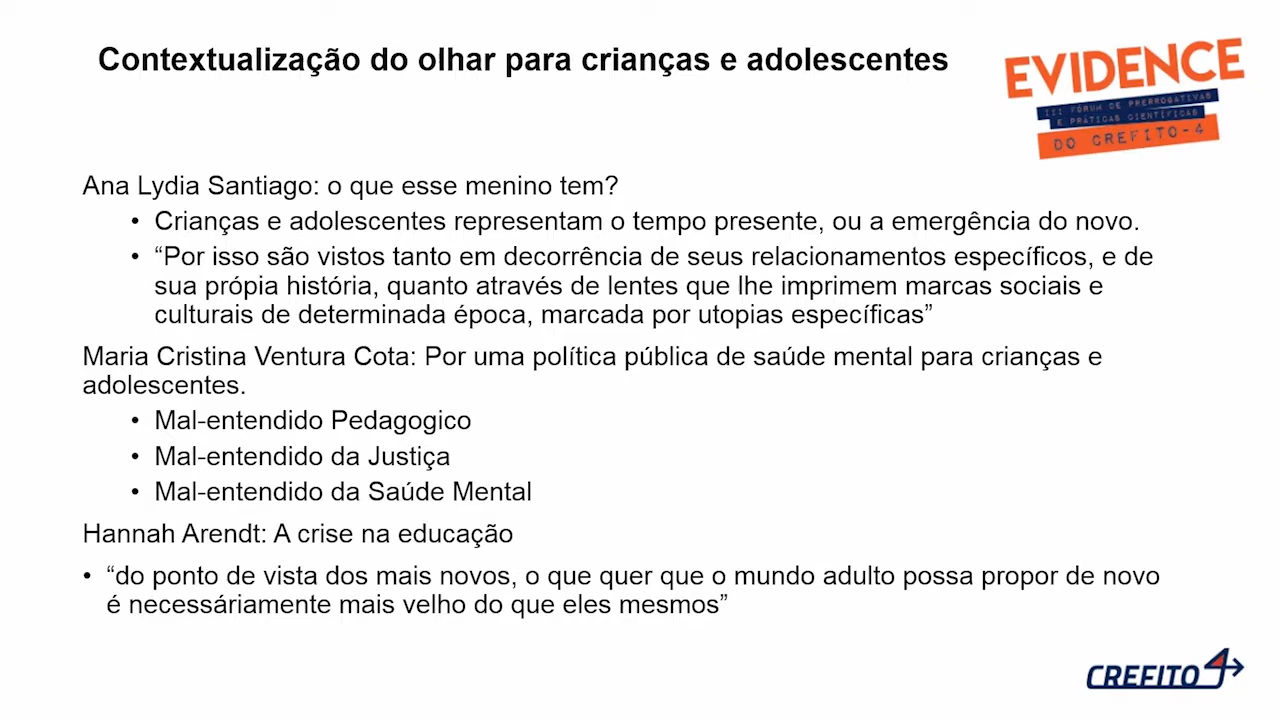 Contextualização do olhar para crianças e adolescentes
EVIDENCE
III FÓRUM DE PRERROGATIVAS
E PRÁTICAS CIENTÍFICAS
DO CREFITO-4
Ana Lydia Santiago: o que esse menino tem?
• Crianças e adolescentes representam o tempo presente, ou a emergência do novo.
• “Por isso são vistos tanto em decorrência de seus relacionamentos específicos, e de
sua própia história, quanto através de lentes que lhe imprimem marcas sociais e
culturais de determinada época, marcada por utopias específicas”
Maria Cristina Ventura Cota: Por uma política pública de saúde mental para crianças e
adolescentes.
• Mal-entendido Pedagogico
• Mal-entendido da Justiça
• Mal-entendido da Saúde Mental
Hannah Arendt: A crise na educação
• “do ponto de vista dos mais novos, o que quer que o mundo adulto possa propor de novo
é necessáriamente mais velho do que eles mesmos”
CREFITO4